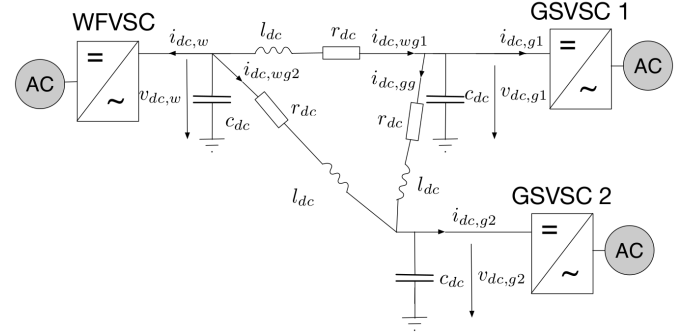 WFVSC
GSVSC 1
i_{dc,w}
l_{dc}
r_{dc}
i_{dc,wg1}
i_{dc,g1}
=
~
AC
v_{dc,w}
c_{dc}
i_{dc,wg2}
r_{dc}
l_{dc}
i_{dc,gg}
r_{dc}
l_{dc}
c_{dc}
v_{dc,g1}
=
~
AC
GSVSC 2
i_{dc,g2}
c_{dc}
v_{dc,g2}
=
~
AC